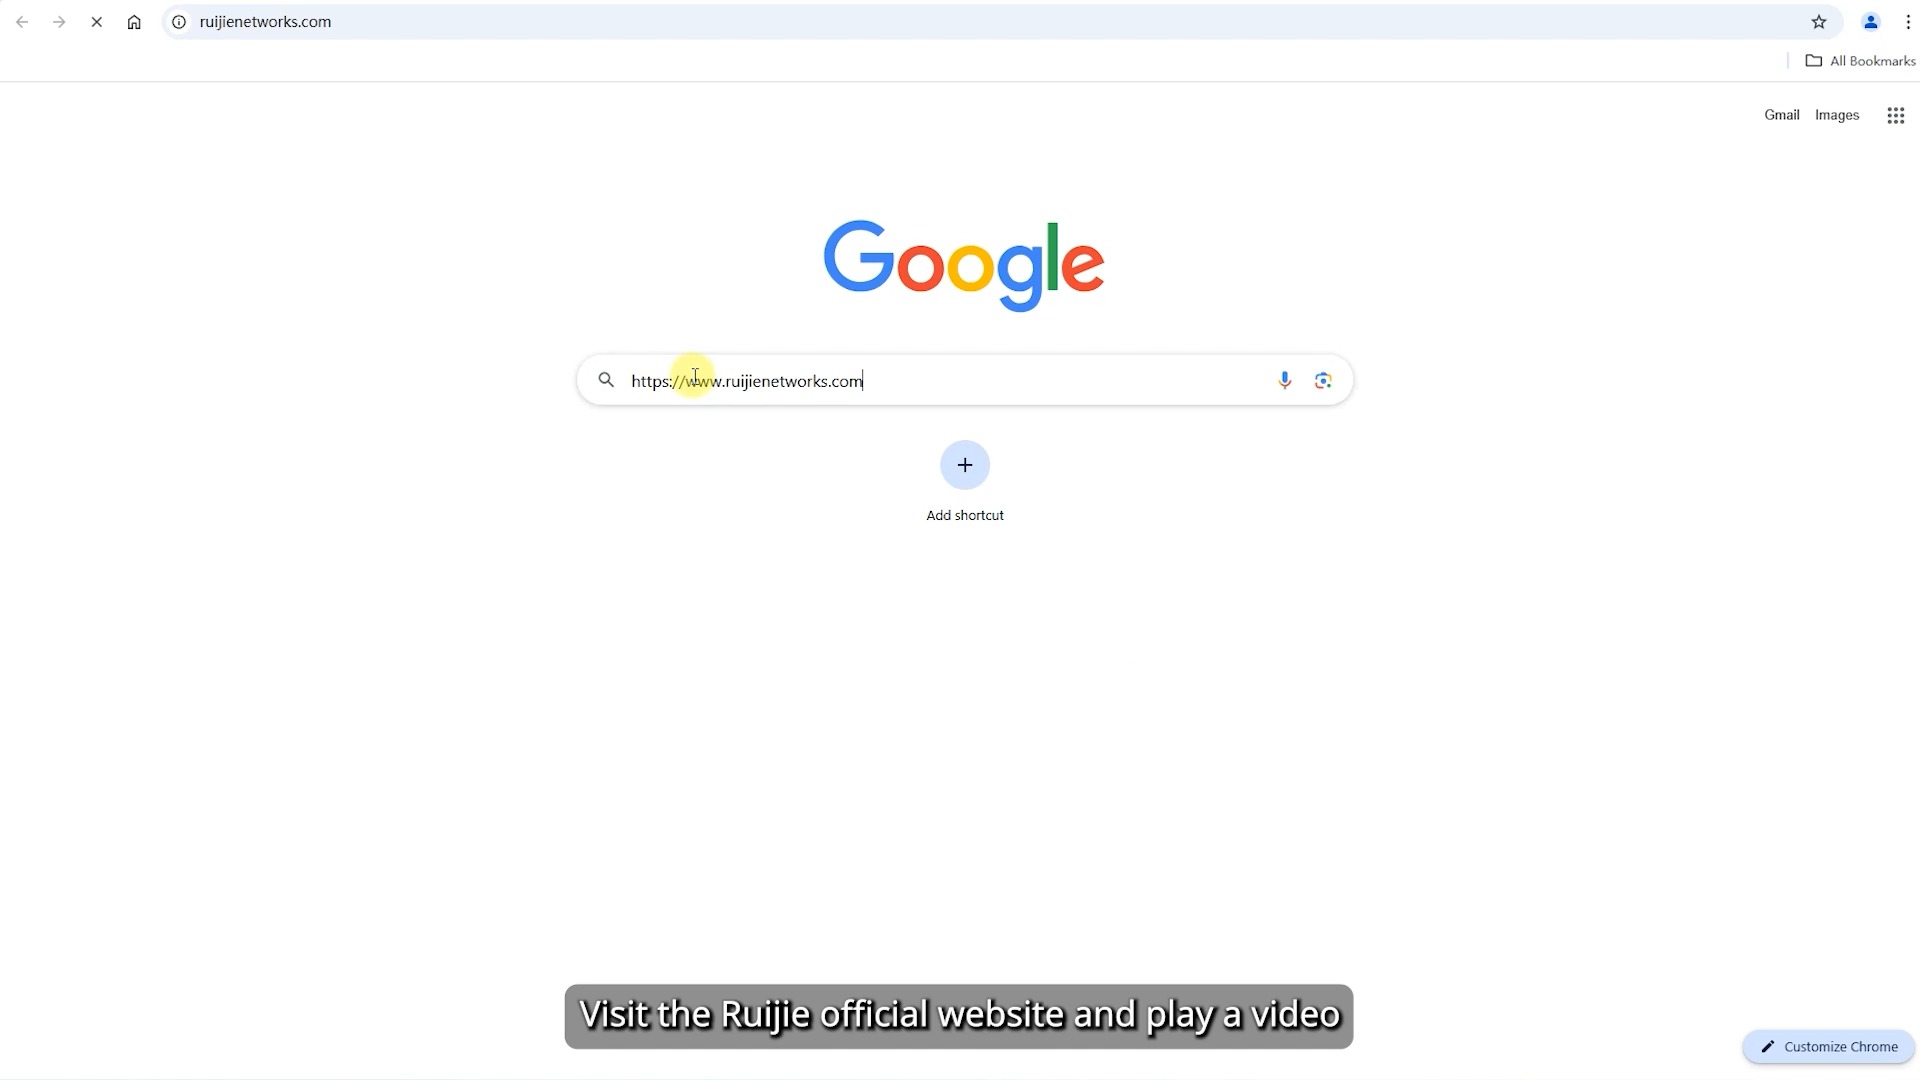 ruijienetworks.com
All Bookmarks
Gmail Images
Google
https://www.ruijienetworks.com
Add shortcut
Visit the Ruijie official website and play a video
Customize Chrome